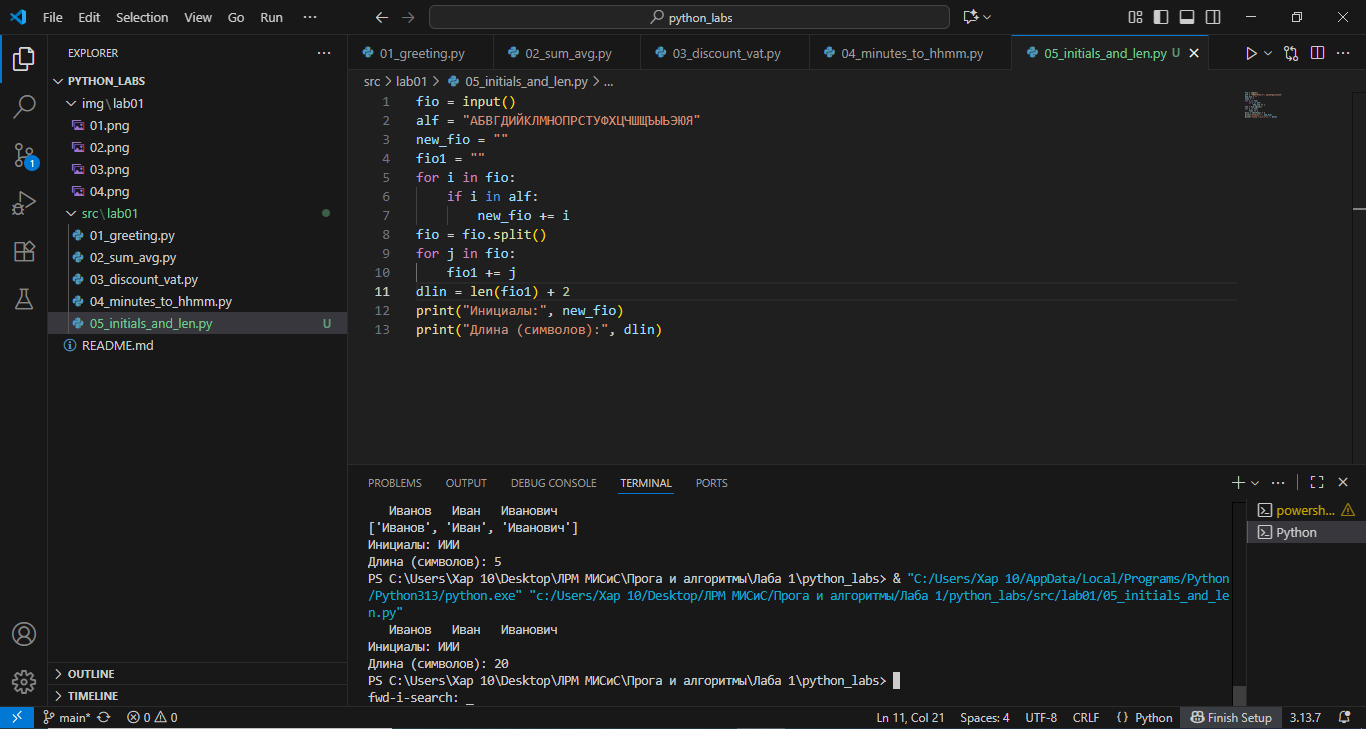 File Edit Selection View Go Run ···
python_labs
EXPLORER ···
PYTHON_LABS
img \ lab01
01.png
02.png
03.png
04.png
src \ lab01
01_greeting.py
02_sum_avg.py
03_discount_vat.py
04_minutes_to_hhmm.py
05_initials_and_len.py U
README.md
OUTLINE
TIMELINE
1
01_greeting.py 02_sum_avg.py 03_discount_vat.py 04_minutes_to_hhmm.py 05_initials_and_len.py U
src > lab01 > 05_initials_and_len.py > ...
1 fio = input()
2 alf = "АБВГДИЙКЛМНОПРСТУФХЦЧШЩЪЫЬЭЮЯ"
3 new_fio = ""
4 fio1 = ""
5 for i in fio:
6 if i in alf:
7 new_fio += i
8 fio = fio.split()
9 for j in fio:
10 fio1 += j
11 dlin = len(fio1) + 2
12 print("Инициалы:", new_fio)
13 print("Длина (символов):", dlin)
PROBLEMS OUTPUT DEBUG CONSOLE TERMINAL PORTS
Иванов Иван Иванович
['Иванов', 'Иван', 'Иванович']
Инициалы: ИИИ
Длина (символов): 5
PS C:\Users\Хар 10\Desktop\ЛРМ МИСиС\Прога и алгоритмы\Лаба 1\python_labs> & "C:/Users/Хар 10/AppData/Local/Programs/Python
/Python313/python.exe" "c:/Users/Хар 10/Desktop/ЛРМ МИСиС/Прога и алгоритмы/Лаба 1/python_labs/src/lab01/05_initials_and_le
n.py"
Иванов Иван Иванович
Инициалы: ИИИ
Длина (символов): 20
PS C:\Users\Хар 10\Desktop\ЛРМ МИСиС\Прога и алгоритмы\Лаба 1\python_labs>
fwd-i-search: _
powersh...
Python
main* 0 0 Ln 11, Col 21 Spaces: 4 UTF-8 CRLF {} Python Finish Setup 3.13.7